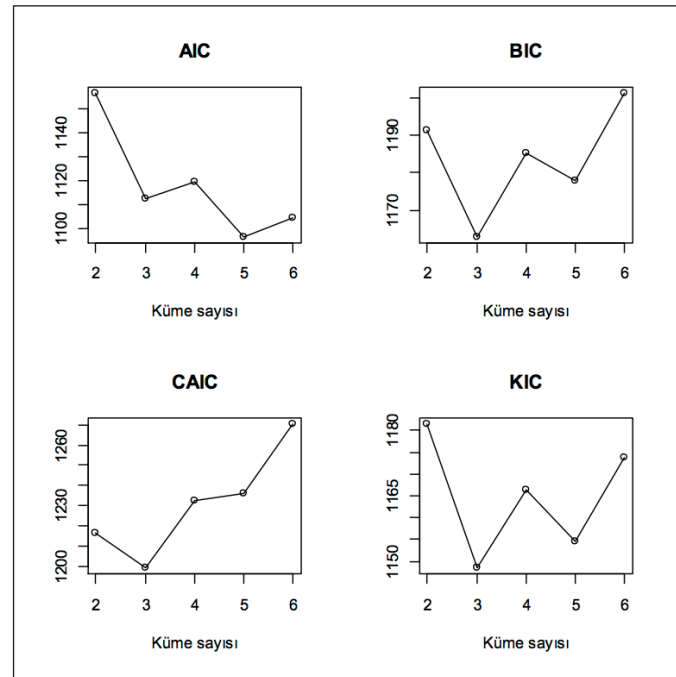 AIC
1140
1120
1100
2 3 4 5 6
Küme sayısı
BIC
1190
1170
2 3 4 5 6
Küme sayısı
CAIC
1260
1230
1200
2 3 4 5 6
Küme sayısı
KIC
1180
1165
1150
2 3 4 5 6
Küme sayısı